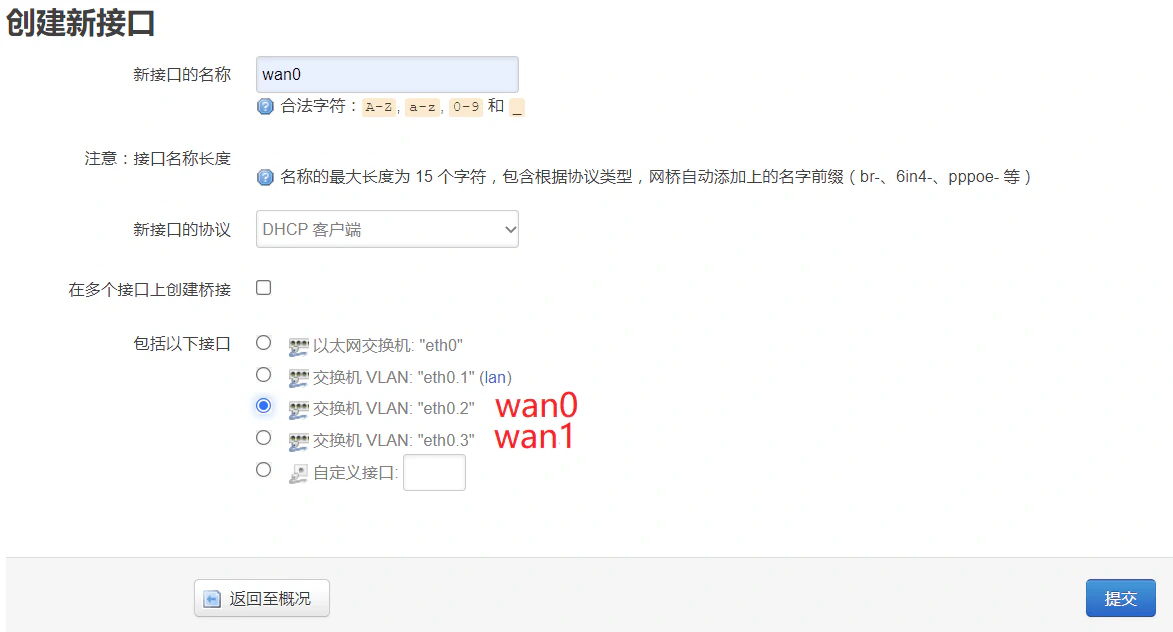 创建新接口
新接口的名称
wan0
合法字符：A-Z, a-z, 0-9 和 _
注意：接口名称长度
名称的最大长度为 15 个字符，包含根据协议类型，网桥自动添加上的名字前缀（br-、6in4-、pppoe- 等）
新接口的协议
DHCP 客户端
在多个接口上创建桥接
包括以下接口
以太网交换机: "eth0"
交换机 VLAN: "eth0.1" (lan)
交换机 VLAN: "eth0.2" wan0
交换机 VLAN: "eth0.3" wan1
自定义接口:
返回至概况
提交